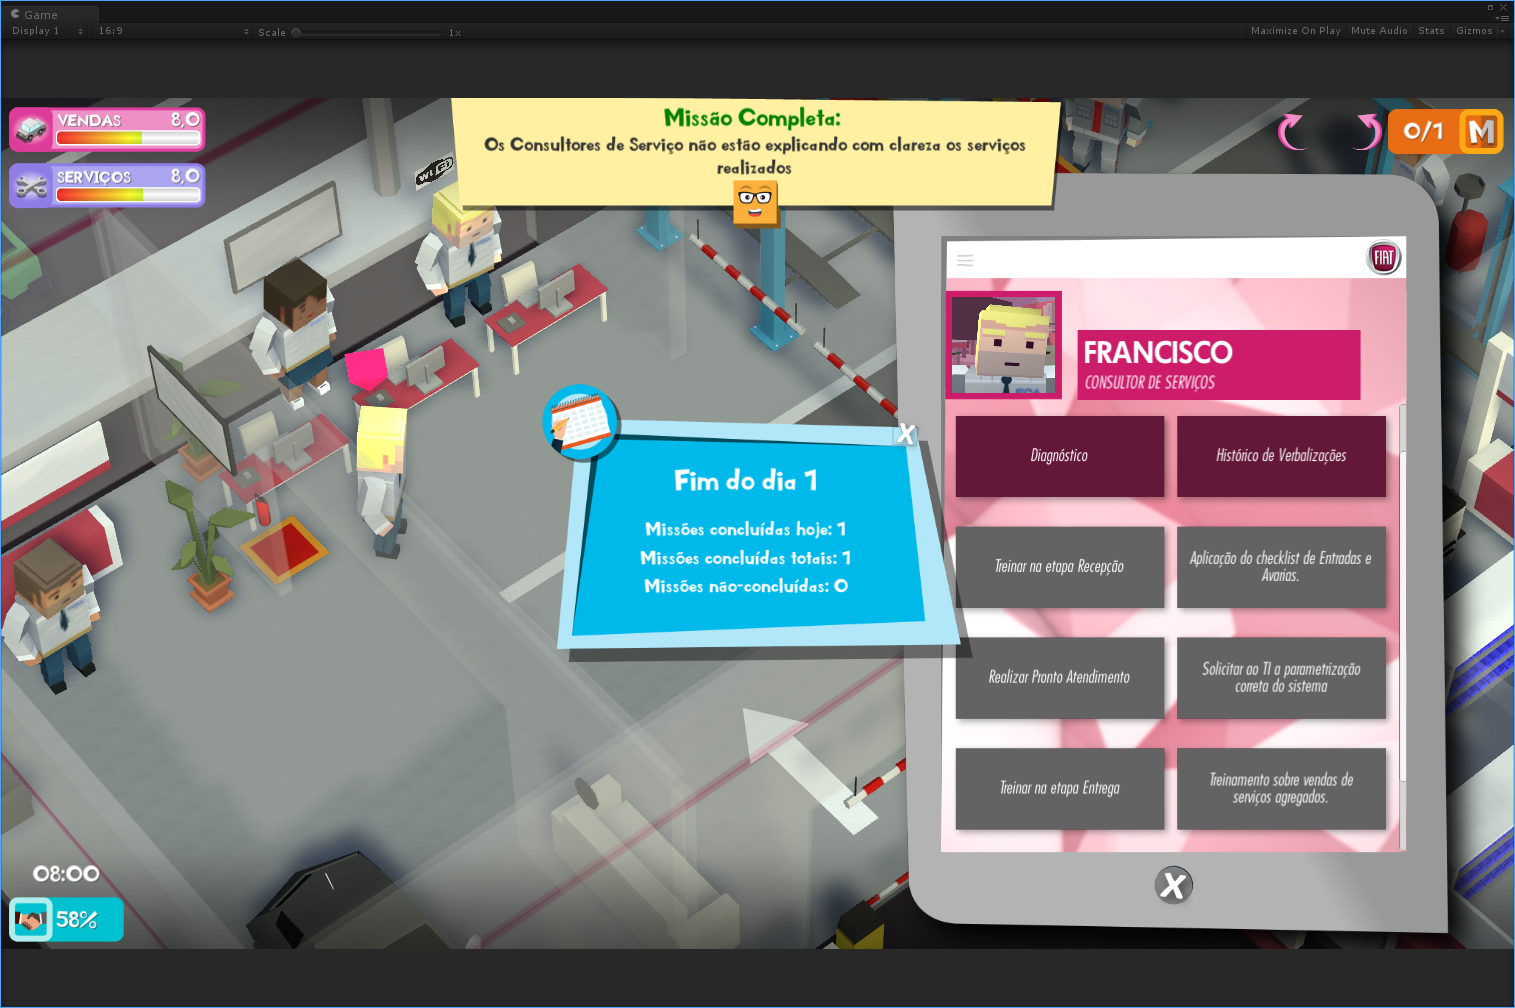 Game
Display 1
16:9
Scale
1x
Maximize On Play
Mute Audio
Stats
Gizmos
VENDAS 8,0
SERVIÇOS 8,0
Missão Completa:
Os Consultores de Serviço não estão explicando com clareza os serviços
realizados
0/1
M
Wi Fi
FIAT
FRANCISCO
CONSULTOR DE SERVIÇOS
Diagnóstico
Histórico de Verbalizações
Treinar na etapa Recepção
Aplicação do checklist de Entradas e
Avarias.
Realizar Pronto Atendimento
Solicitar ao TI a parametrização
correta do sistema
Treinar na etapa Entrega
Treinamento sobre vendas de
serviços agregados.
X
X
Fim do dia 1
Missões concluídas hoje: 1
Missões concluídas totais: 1
Missões não-concluídas: 0
08:00
58%